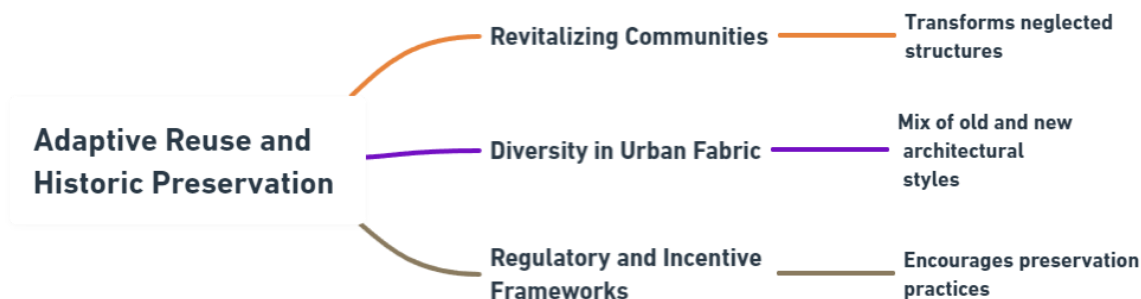 Adaptive Reuse and
Historic Preservation
Revitalizing Communities
Transforms neglected
structures
Diversity in Urban Fabric
Mix of old and new
architectural
styles
Regulatory and Incentive
Frameworks
Encourages preservation
practices